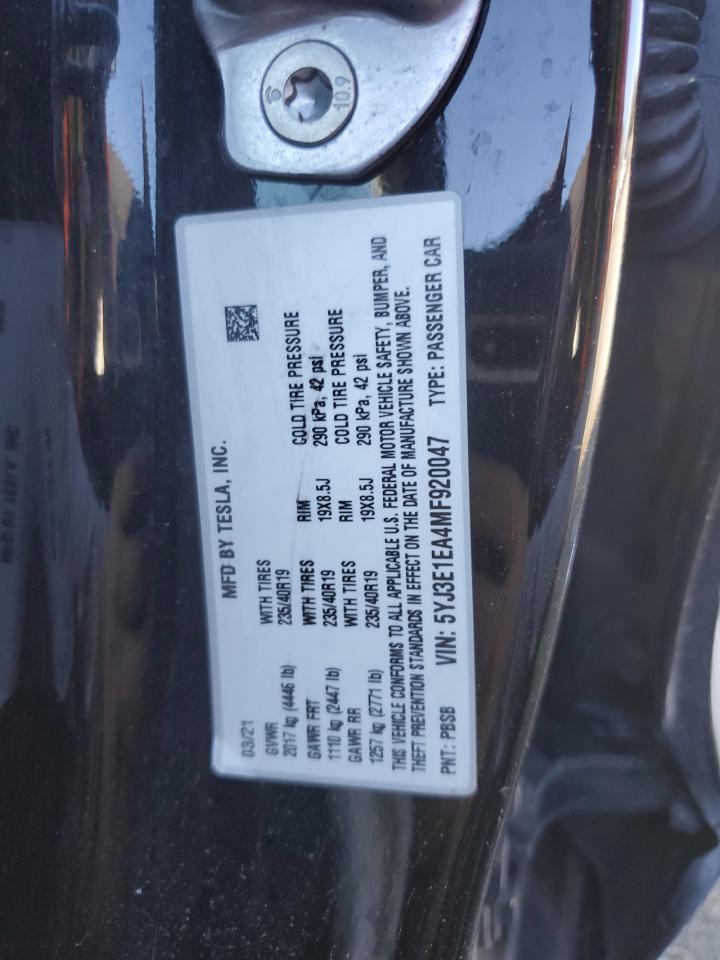 MFD BY TESLA, INC.
03/21
GVWR WITH TIRES
2017 kg (4446 lb) 235/40R19
GAWR FRT WITH TIRES RIM COLD TIRE PRESSURE
1110 kg (2447 lb) 235/40R19 19X8.5J 290 kPa, 42 psi
GAWR RR WITH TIRES RIM COLD TIRE PRESSURE
1257 kg (2771 lb) 235/40R19 19X8.5J 290 kPa, 42 psi
THIS VEHICLE CONFORMS TO ALL APPLICABLE U.S. FEDERAL MOTOR VEHICLE SAFETY, BUMPER, AND
THEFT PREVENTION STANDARDS IN EFFECT ON THE DATE OF MANUFACTURE SHOWN ABOVE.
PNT: PBSB VIN: 5YJ3E1EA4MF920047 TYPE: PASSENGER CAR
10.9